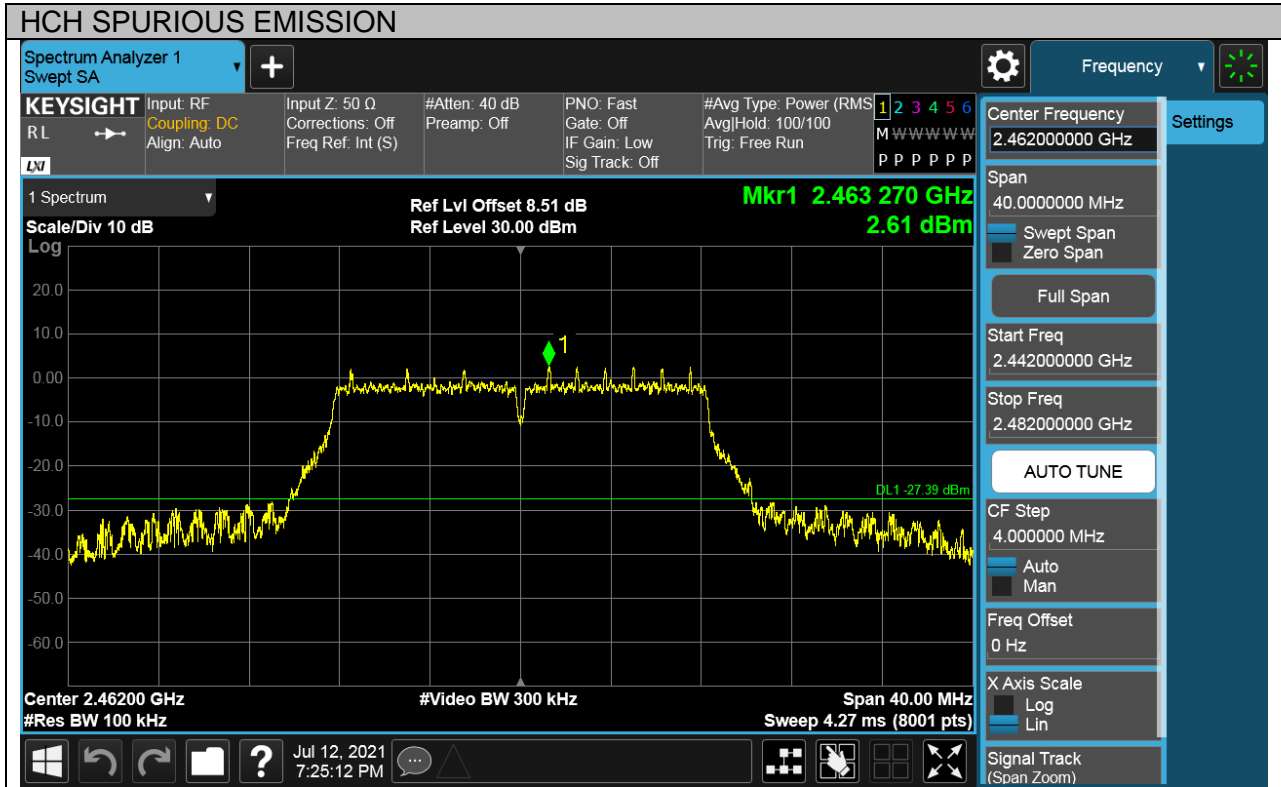 HCH SPURIOUS EMISSION
Spectrum Analyzer 1
Swept SA
+
Frequency
KEYSIGHT
RL
LXI
Input: RF
Coupling: DC
Align: Auto
Input Z: 50 Ω
Corrections: Off
Freq Ref: Int (S)
#Atten: 40 dB
Preamp: Off
PNO: Fast
Gate: Off
IF Gain: Low
Sig Track: Off
#Avg Type: Power (RMS
Avg|Hold: 100/100
Trig: Free Run
1 2 3 4 5 6
M W W W W W
P P P P P P
1 Spectrum
Scale/Div 10 dB
Ref Lvl Offset 8.51 dB
Ref Level 30.00 dBm
Mkr1 2.463 270 GHz
2.61 dBm
Log
20.0
10.0
0.00
-10.0
-20.0
-30.0
-40.0
-50.0
-60.0
1
DL1 -27.39 dBm
Center 2.46200 GHz
#Res BW 100 kHz
#Video BW 300 kHz
Span 40.00 MHz
Sweep 4.27 ms (8001 pts)
Center Frequency
2.462000000 GHz
Settings
Span
40.0000000 MHz
Swept Span
Zero Span
Full Span
Start Freq
2.442000000 GHz
Stop Freq
2.482000000 GHz
AUTO TUNE
CF Step
4.000000 MHz
Auto
Man
Freq Offset
0 Hz
X Axis Scale
Log
Lin
Signal Track
(Span Zoom)
?
Jul 12, 2021
7:25:12 PM